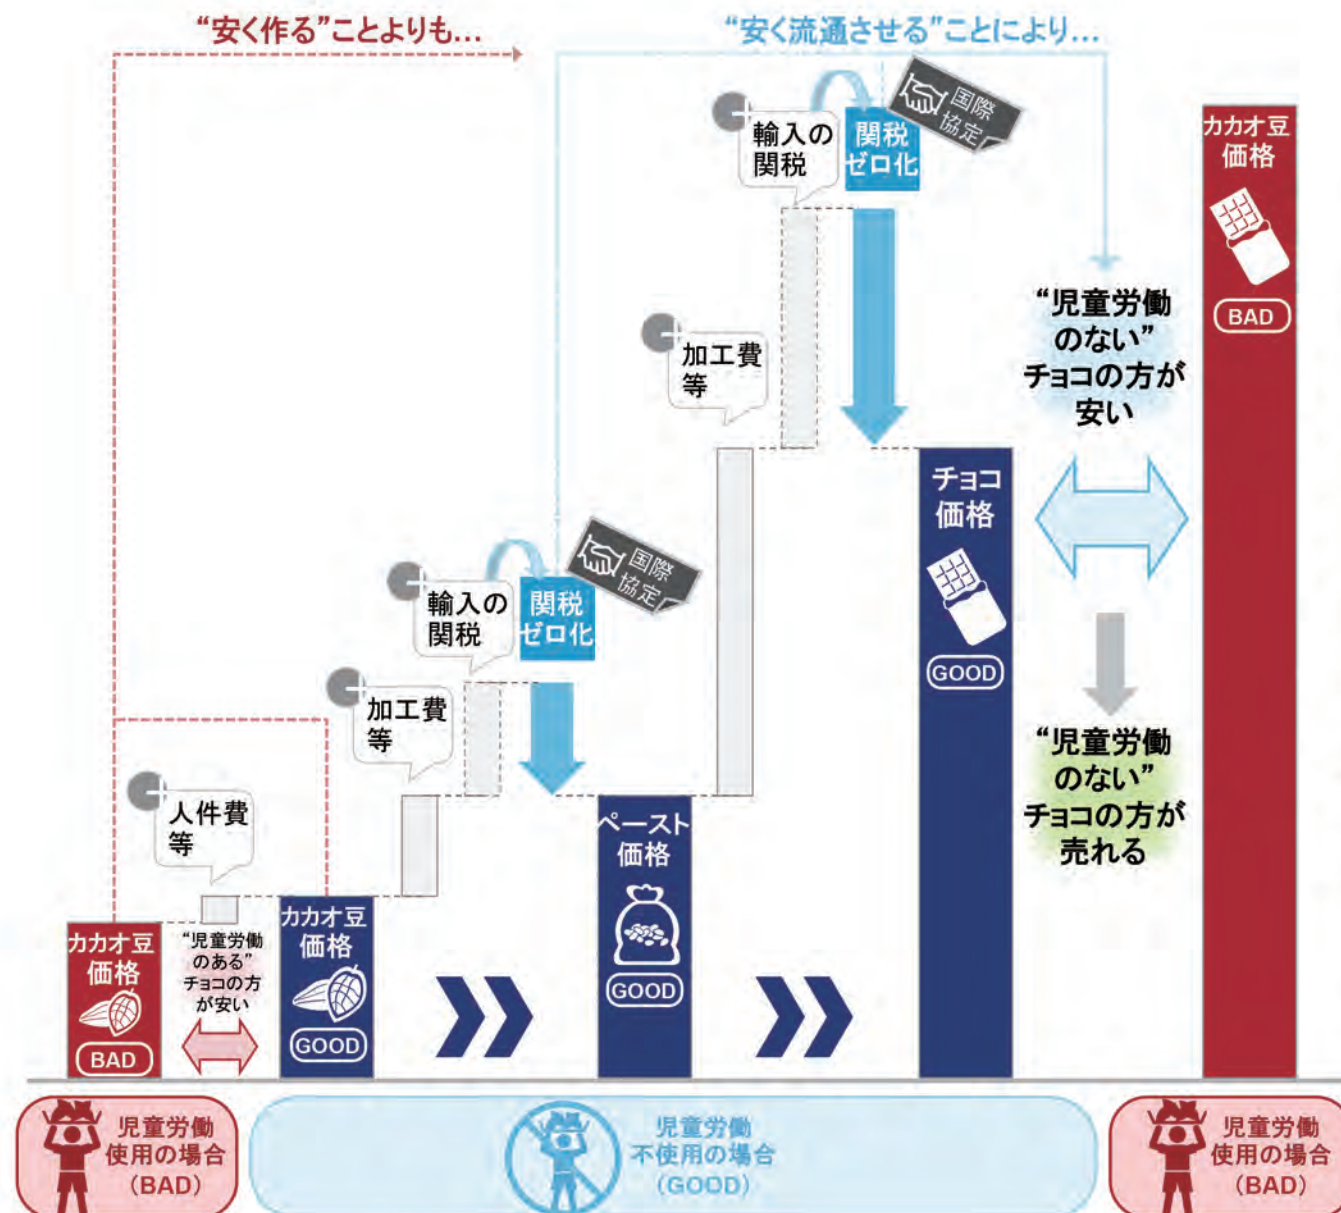 “安く作る”ことよりも…
“安く流通させる”ことにより…
国際
協定
輸入の
関税
関税
ゼロ化
カカオ豆
価格
BAD
“児童労働
のない”
チョコの方が
安い
加工費
等
チョコ
価格
GOOD
国際
協定
輸入の
関税
関税
ゼロ化
加工費
等
“児童労働
のない”
チョコの方が
売れる
人件費
等
ペースト
価格
GOOD
カカオ豆
価格
BAD
“児童労働
のある”
チョコの方
が安い
カカオ豆
価格
GOOD
児童労働
使用の場合
(BAD)
児童労働
不使用の場合
(GOOD)
児童労働
使用の場合
(BAD)